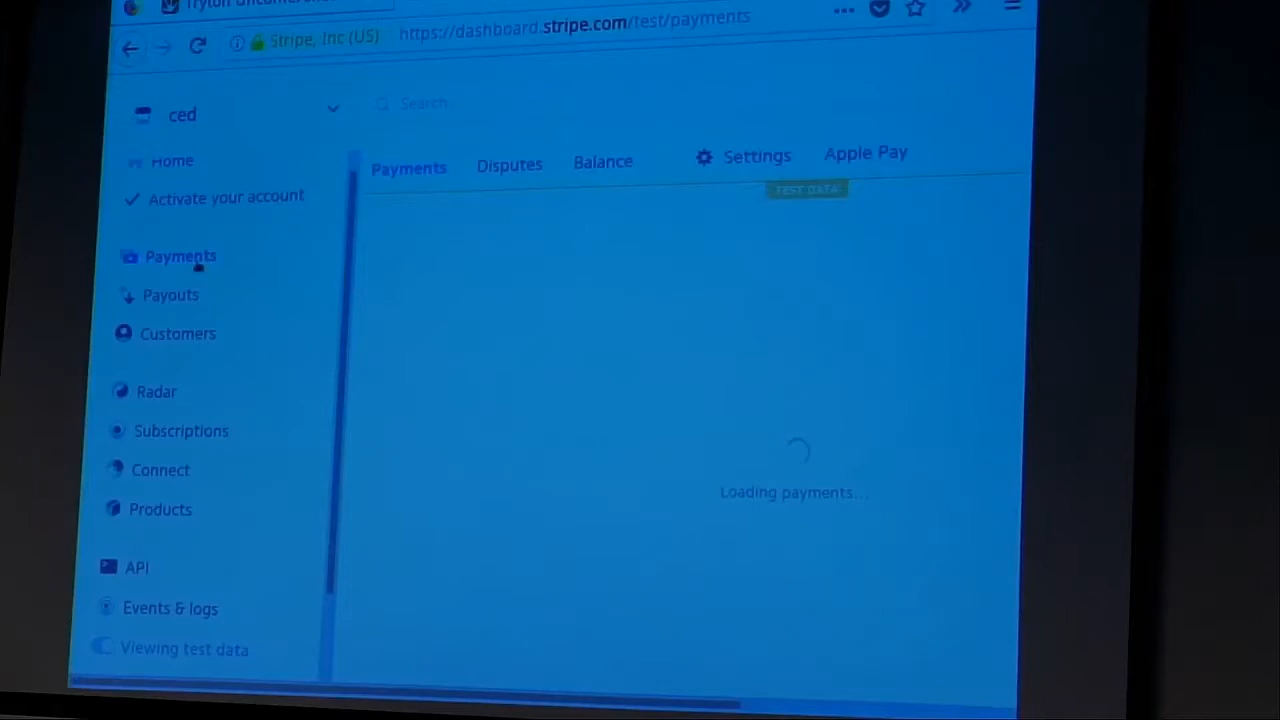 Tryton Unconference
Stripe, Inc (US) https://dashboard.stripe.com/test/payments
ced
Search
Home
Activate your account
Payments Disputes Balance Settings Apple Pay
TEST DATA
Payments
Payouts
Customers
Radar
Subscriptions
Connect
Products
Loading payments...
API
Events & logs
Viewing test data